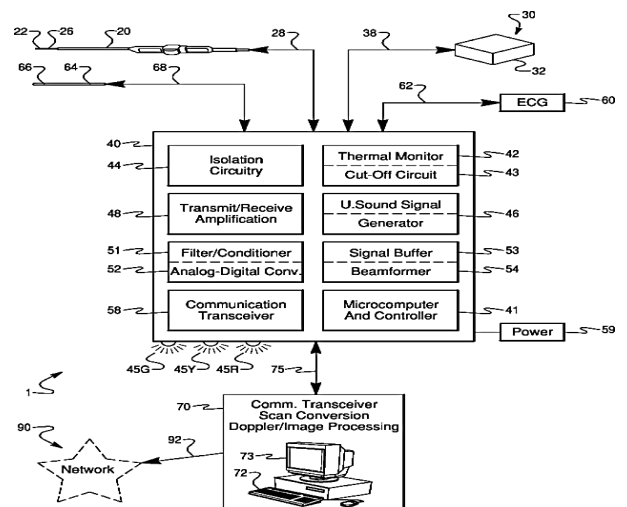 22 26 20 28 38 30
32
66 64 68 62
ECG 60
40
44 Isolation
Circuitry
Thermal Monitor 42
Cut-Off Circuit 43
48 Transmit/Receive
Amplification
U.Sound Signal 46
Generator
51 Filter/Conditioner
52 Analog-Digital Conv.
Signal Buffer 53
Beamformer 54
58 Communication
Transceiver
Microcomputer 41
And Controller
Power 59
45G 45Y 45R 75
1
70 Comm. Transceiver
Scan Conversion
Doppler/Image Processing
90 92
Network
73
72